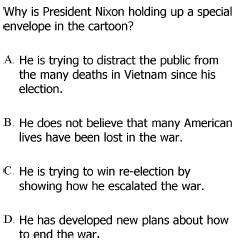 Why is President Nixon holding up a special
envelope in the cartoon?
A. He is trying to distract the public from
the many deaths in Vietnam since his
election.
B. He does not believe that many American
lives have been lost in the war.
C. He is trying to win re-election by
showing how he escalated the war.
D. He has developed new plans about how
to end the war.